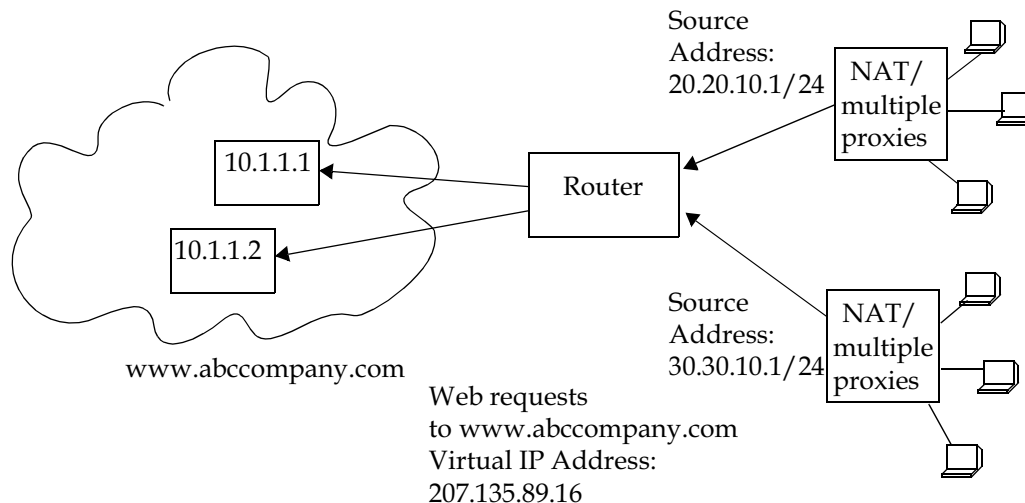 10.1.1.1
10.1.1.2
www.abccompany.com
Router
Source
Address:
20.20.10.1/24
NAT/
multiple
proxies
Source
Address:
30.30.10.1/24
NAT/
multiple
proxies
Web requests
to www.abccompany.com
Virtual IP Address:
207.135.89.16